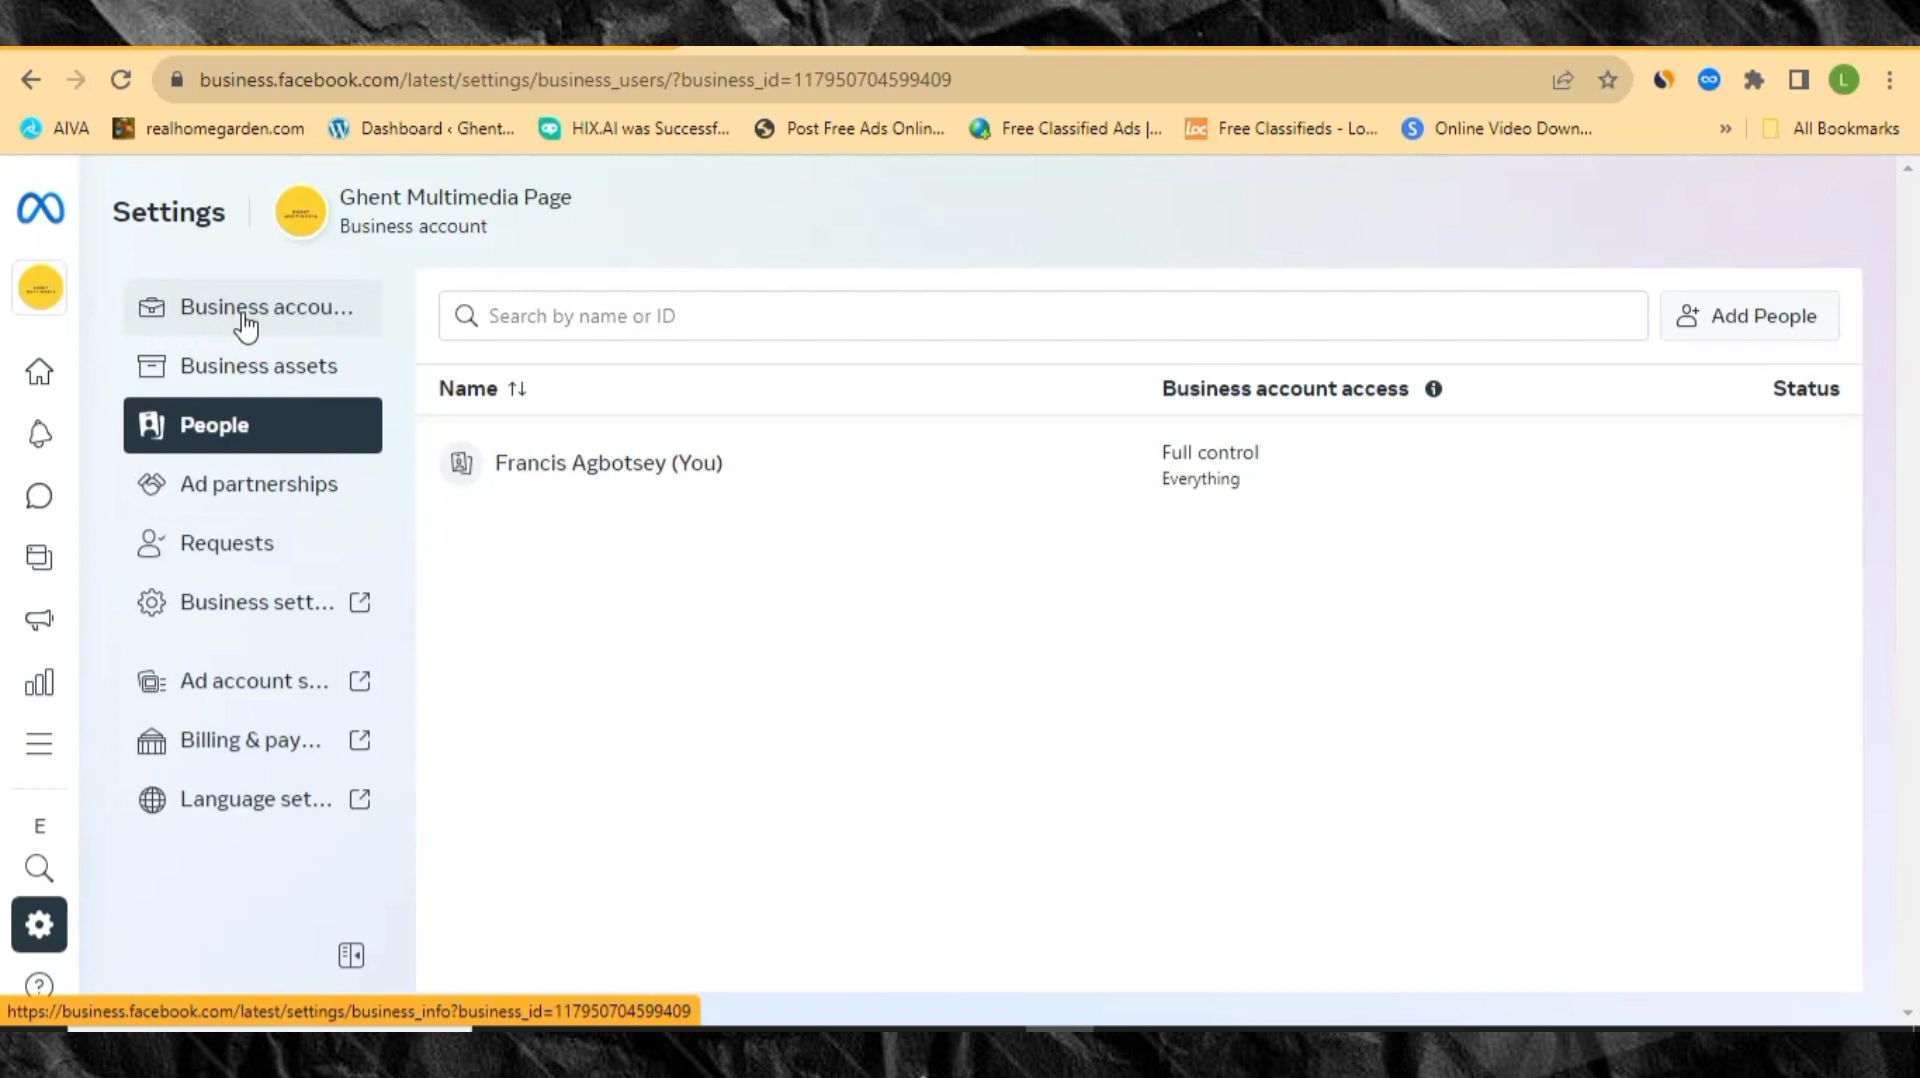 business.facebook.com/latest/settings/business_users/?business_id=117950704599409
L
AIVA
realhomegarden.com
Dashboard ‹ Ghent...
HIX.AI was Successf...
Post Free Ads Onlin...
Free Classified Ads |...
Loc
Free Classifieds - Lo...
S
Online Video Down...
»
All Bookmarks
Settings
Ghent Multimedia Page
Business account
Business accou...
Business assets
People
Ad partnerships
Requests
Business sett...
Ad account s...
Billing & pay...
Language set...
E
Search by name or ID
Add People
Name
Business account access
Status
Francis Agbotsey (You)
Full control
Everything
https://business.facebook.com/latest/settings/business_info?business_id=117950704599409